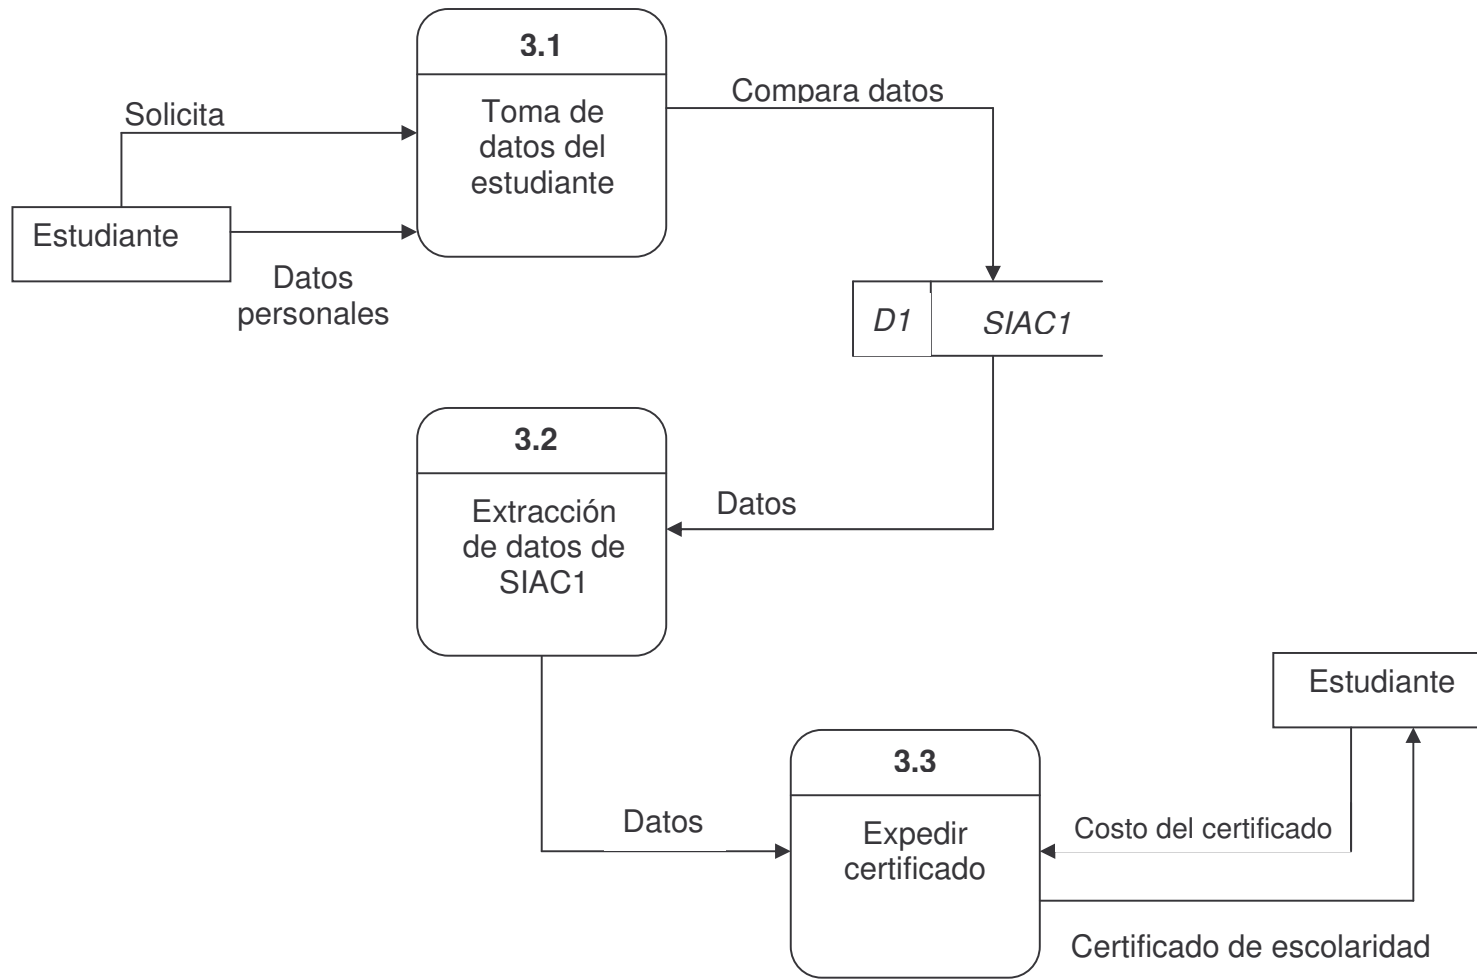 3.1
Toma de
datos del
estudiante
Solicita
Compara datos
Estudiante
Datos
personales
D1
SIAC1
3.2
Extracción
de datos de
SIAC1
Datos
Estudiante
3.3
Expedir
certificado
Datos
Costo del certificado
Certificado de escolaridad